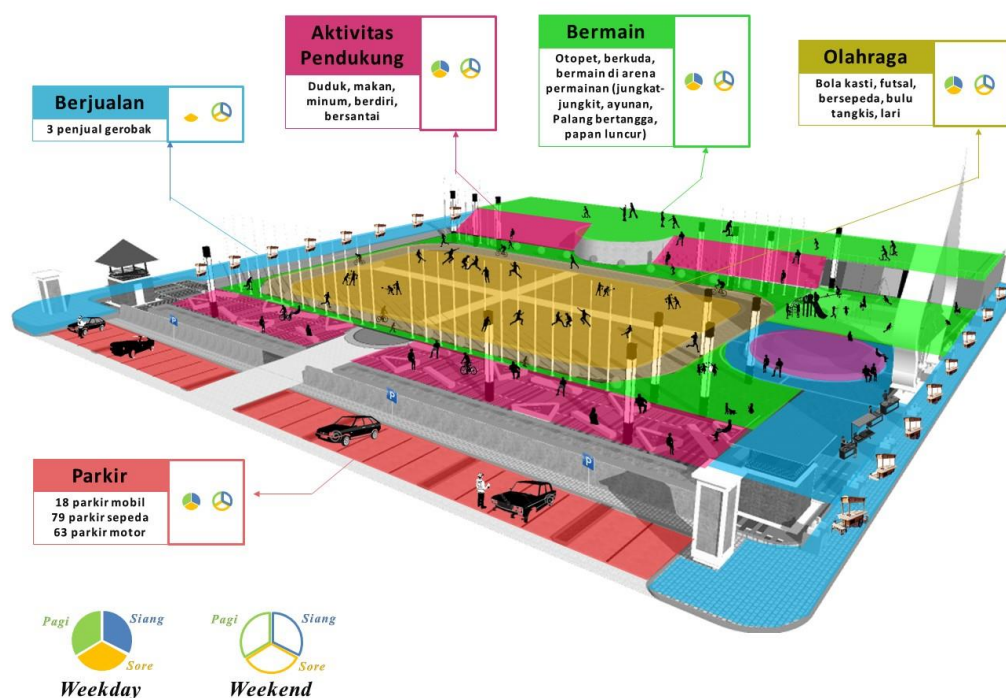 Aktivitas
Pendukung
Duduk, makan,
minum, berdiri,
bersantai
Bermain
Otopet, berkuda,
bermain di arena
permainan (jungkat-
jungkit, ayunan,
Palang bertangga,
papan luncur)
Olahraga
Bola kasti, futsal,
bersepeda, bulu
tangkis, lari
Berjualan
3 penjual gerobak
P
P
P
Parkir
18 parkir mobil
79 parkir sepeda
63 parkir motor
Pagi
Siang
Sore
Weekday
Pagi
Siang
Sore
Weekend